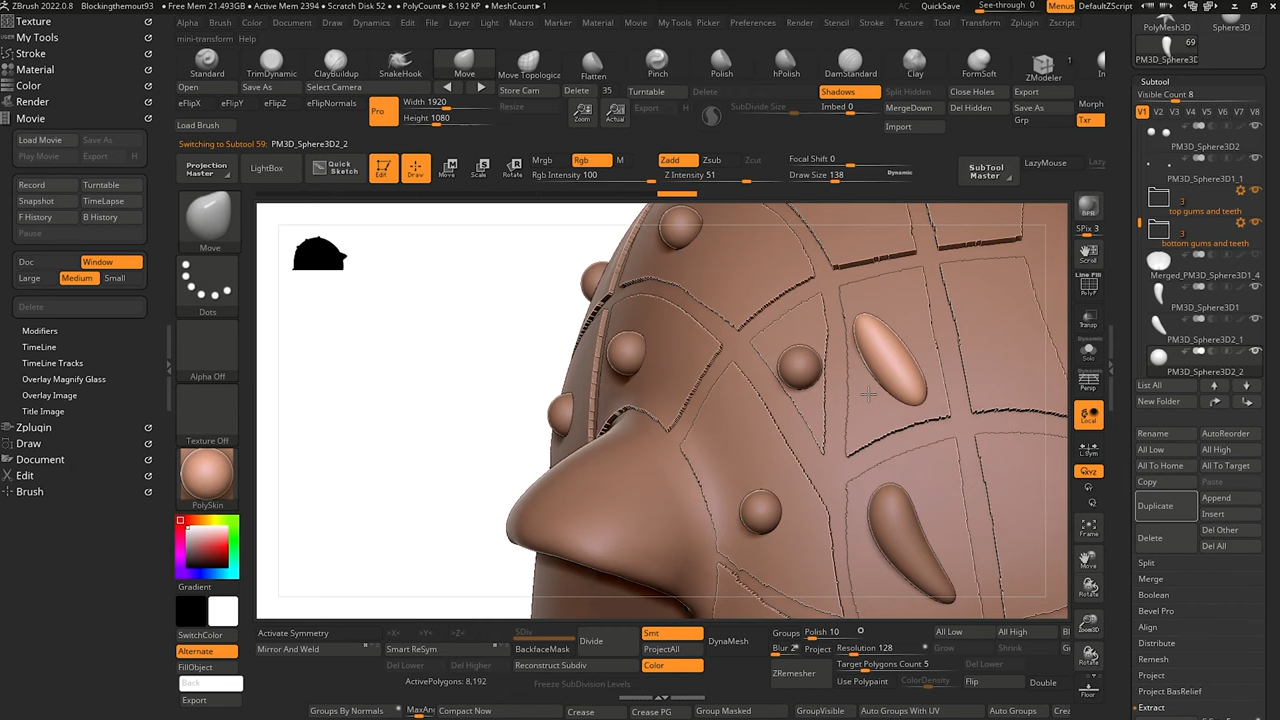 ZBrush 2022.0.8 Blockingthemout93 • Free Mem 21.493GB • Active Mem 2394 • Scratch Disk 52 • PolyCount►8.192 KP • MeshCount►1 AC QuickSave See-through 0 Menus DefaultZScript
Texture
My Tools
Stroke
Material
Color
Render
Movie
Load Movie Save As
Play Movie Export H
Record Turntable
Snapshot TimeLapse
F History B History
Pause
Doc Window
Large Medium Small
Delete
Modifiers
TimeLine
TimeLine Tracks
Overlay Magnify Glass
Overlay Image
Title Image
Zplugin
Draw
Document
Edit
Brush
Alpha Brush Color Document Draw Dynamics Edit File Layer Light Macro Marker Material Movie My Tools Picker Preferences Render Stencil Stroke Surface Texture Tool Transform Zplugin Zscript
mini-transform Help
Standard TrimDynamic ClayBuildup SnakeHook Move Move Topologica Flatten Pinch Polish hPolish DamStandard Clay FormSoft ZModeler 1
Open Save As Select Camera Store Cam Delete 35 Turntable Delete Shadows Split Hidden Close Holes Export Morph
eFlipX eFlipY eFlipZ eFlipNormals Pro Width 1920 Height 1080 Resize Zoom Actual Export H SubDivide Size Imbed 0 MergeDown Del Hidden Save As Grp Txr
Load Brush Import
Switching to Subtool 59: PM3D_Sphere3D2_2
Projection Master LightBox Quick Sketch Edit Draw Move Scale Rotate Mrgb Rgb M Zadd Zsub Zcut Focal Shift 0 SubTool Master LazyMouse Lazy
Rgb Intensity 100 Z Intensity 51 Draw Size 138 Dynamic
Move
Dots
Alpha Off
Texture Off
PolySkin
Gradient
SwitchColor
Alternate
FillObject
Back
Export
BPR
SPix 3
Scroll
Line Fill
PolyF
Transp
Dynamic
Solo
Dynamic
Persp
Local
L.Sym
Frame
Move
Rotate
Zoom3D
Rotate
Floor
PolyMesh3D Sphere3D
69
PM3D_Sphere3D
Subtool
Visible Count 8
V1 V2 V3 V4 V5 V6 V7 V8
PM3D_Sphere3D2
PM3D_Sphere3D1_1
3
top gums and teeth
3
bottom gums and teeth
Merged_PM3D_Sphere3D1_4
PM3D_Sphere3D1
PM3D_Sphere3D2_1
PM3D_Sphere3D2_2
List All
New Folder
Rename AutoReorder
All Low All High
All To Home All To Target
Copy Paste
Duplicate Append
Insert
Delete Del Other
Del All
Split
Merge
Boolean
Bevel Pro
Align
Distribute
Remesh
Project
Project BasRelief
Extract
Activate Symmetry >X< >Y< >Z< SDiv Divide Smt DynaMesh Groups Polish 10 All Low All High
Mirror And Weld Smart ReSym BackfaceMask ProjectAll Blur 2 Project Resolution 128 Grow Shrink Grow
Del Lower Del Higher Reconstruct Subdiv Color ZRemesher Target Polygons Count 5 Del Lower
ActivePolygons: 8,192 Freeze SubDivision Levels Use Polypaint ColorDensity Flip Double
Groups By Normals MaxAn Compact Now Crease Crease PG Group Masked GroupVisible Auto Groups With UV Auto Groups